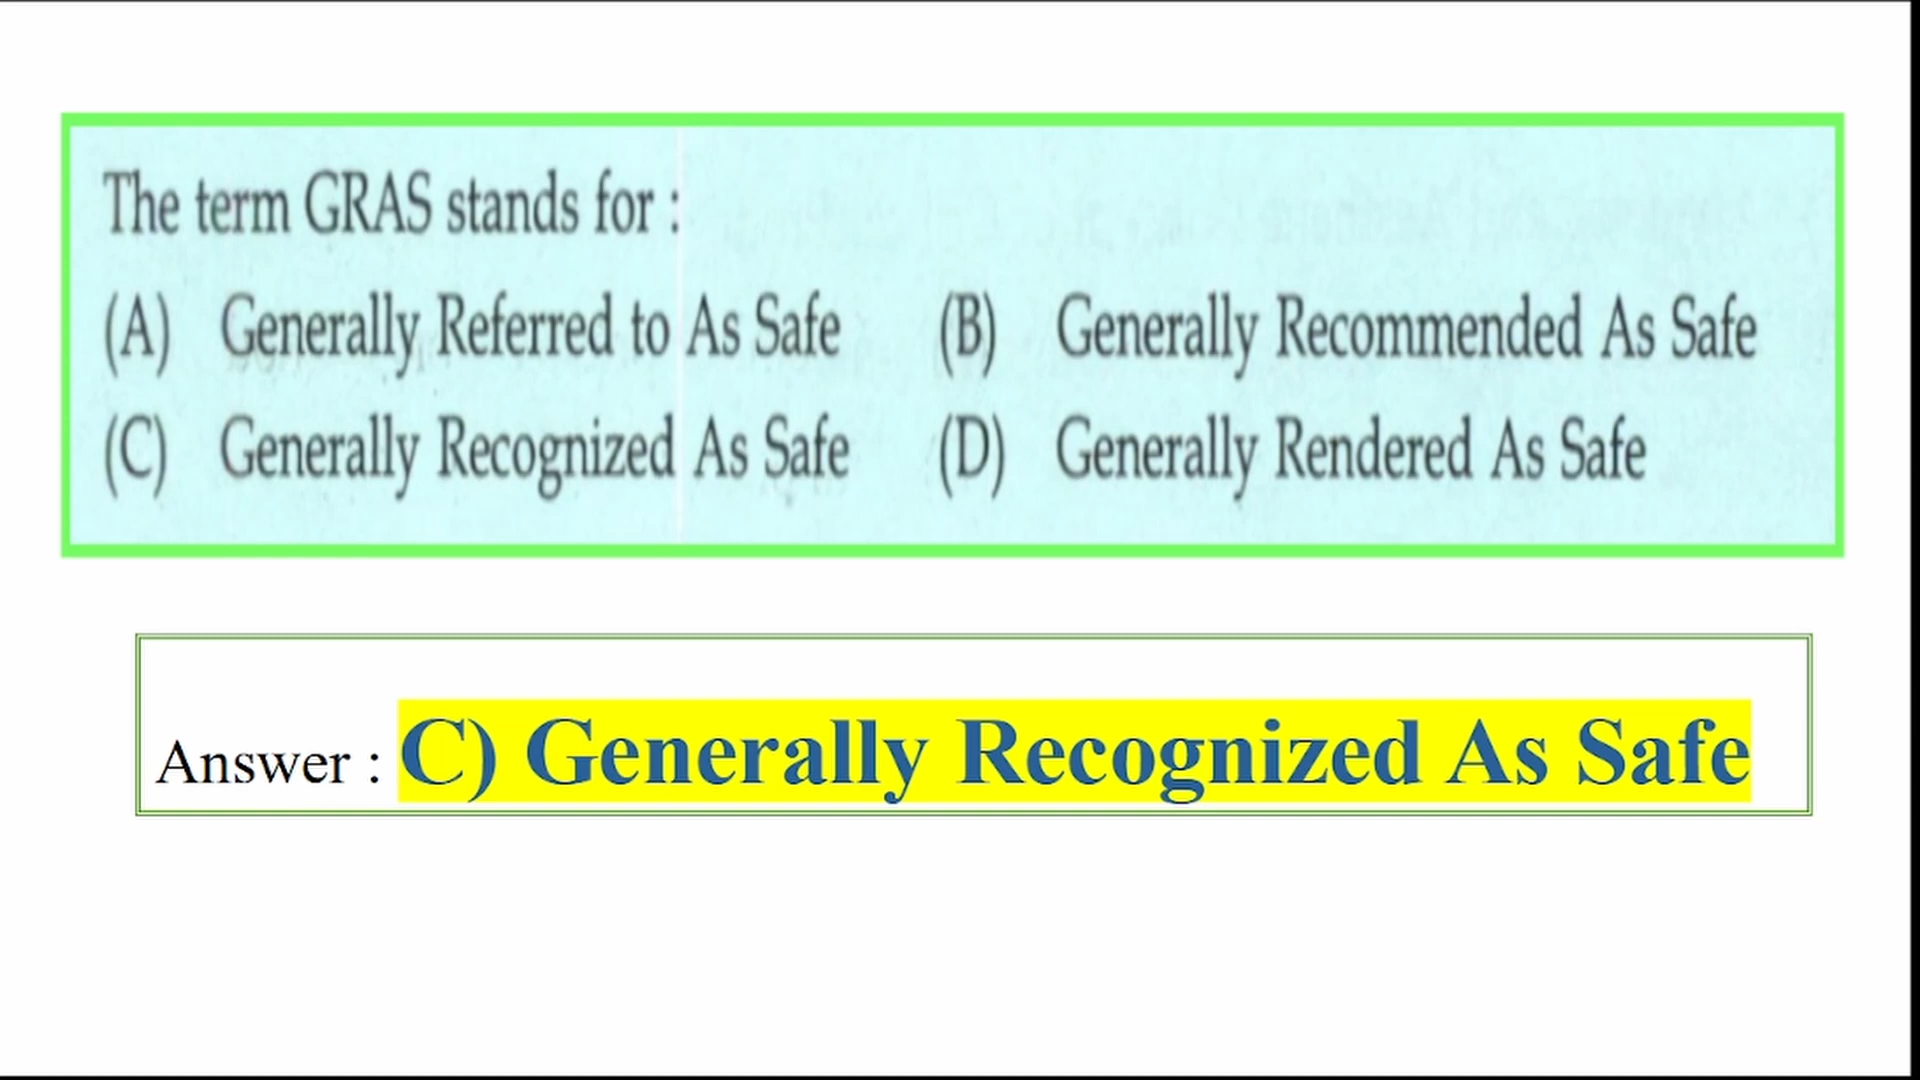 The term GRAS stands for :
(A) Generally Referred to As Safe (B) Generally Recommended As Safe
(C) Generally Recognized As Safe (D) Generally Rendered As Safe
Answer : C) Generally Recognized As Safe